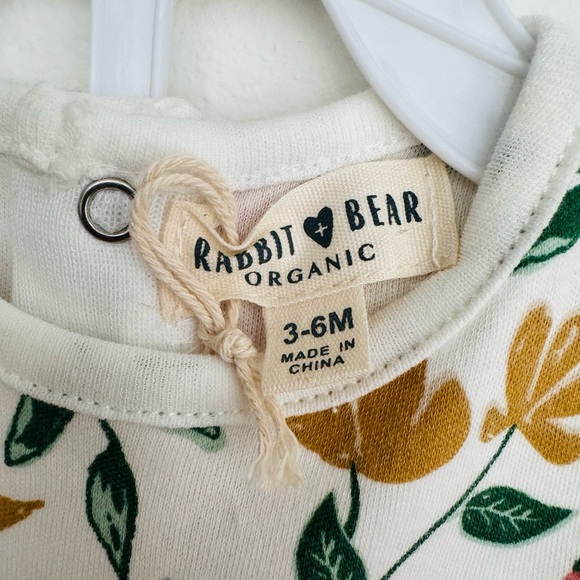 RABBIT + BEAR
ORGANIC
3-6M
MADE IN
CHINA